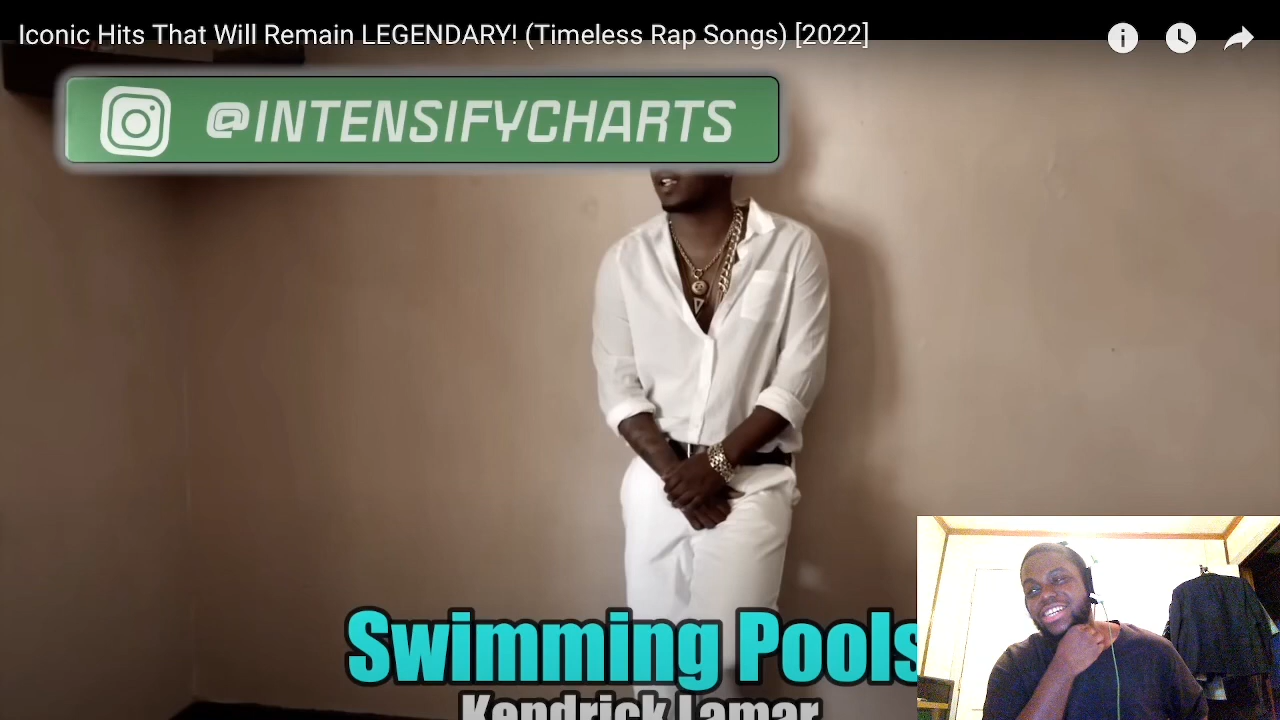 Iconic Hits That Will Remain LEGENDARY! (Timeless Rap Songs) [2022]
@INTENSIFYCHARTS
Swimming Pools
Kendrick Lamar